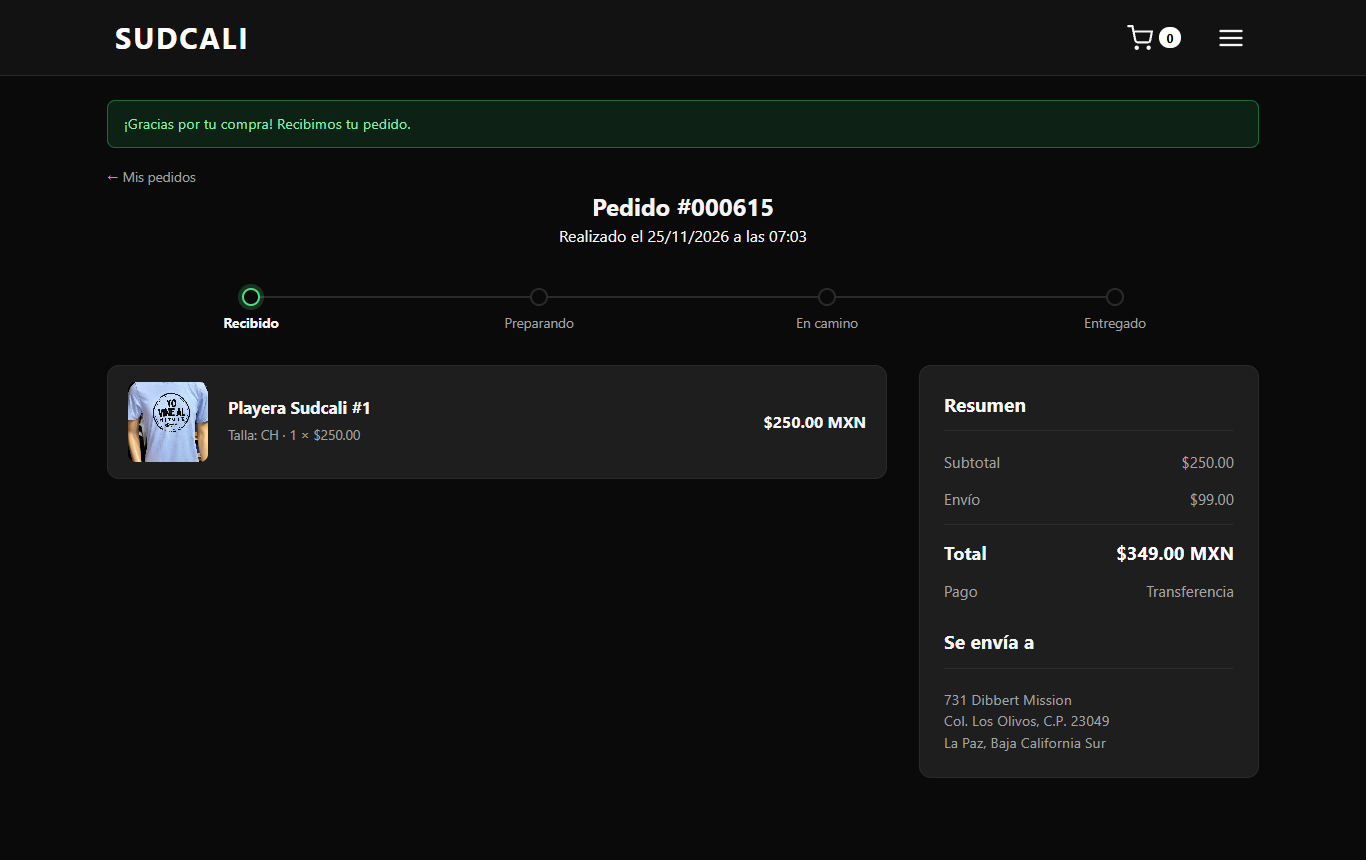 SUDCALI
0
¡Gracias por tu compra! Recibimos tu pedido.
← Mis pedidos
Pedido #000615
Realizado el 25/11/2026 a las 07:03
Recibido
Preparando
En camino
Entregado
YO
VINE AL
Playera Sudcali #1
Talla: CH · 1 × $250.00
$250.00 MXN
Resumen
Subtotal $250.00
Envío $99.00
Total $349.00 MXN
Pago Transferencia
Se envía a
731 Dibbert Mission
Col. Los Olivos, C.P. 23049
La Paz, Baja California Sur